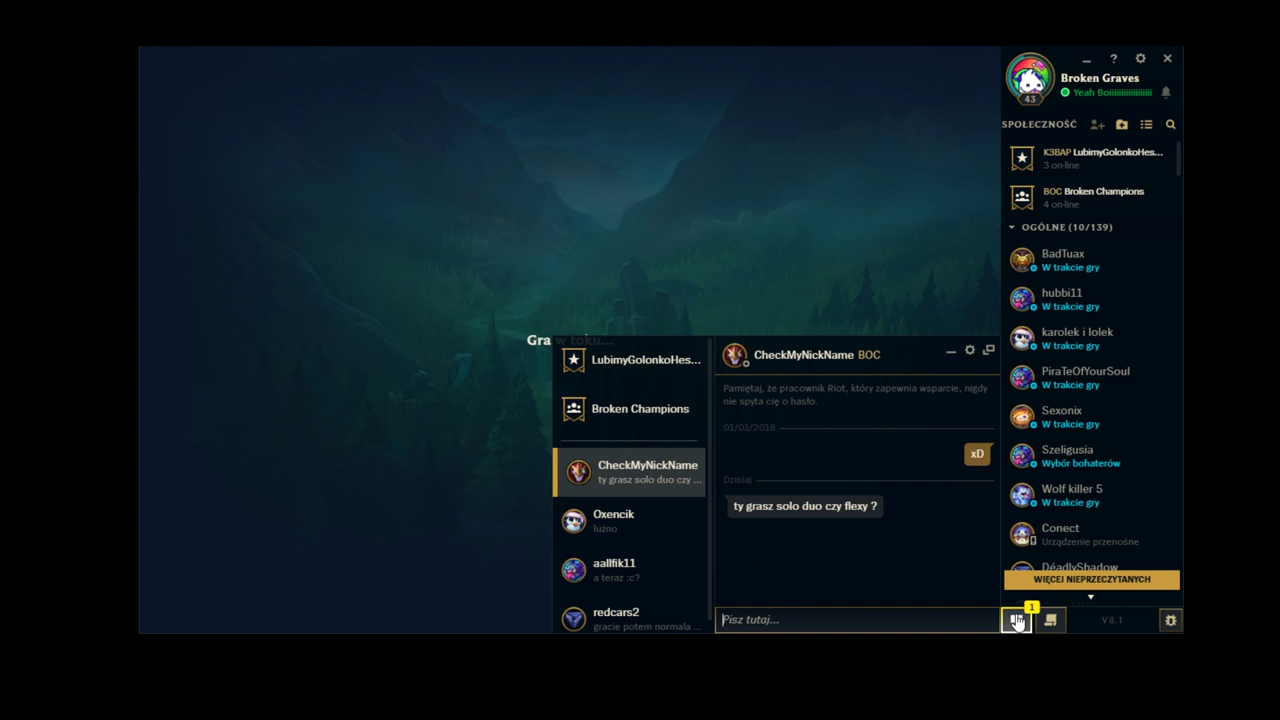 Broken Graves
43
Yeah Boiiiiiiiiiiiiiiiiii
SPOŁECZNOŚĆ
K3BAP LubimyGolonkoHes...
3 on-line
BOC Broken Champions
4 on-line
OGÓLNE (10/139)
BadTuax
W trakcie gry
hubbi11
W trakcie gry
karolek i lolek
W trakcie gry
PiraTeOfYourSoul
W trakcie gry
Sexonix
W trakcie gry
Szeligusia
Wybór bohaterów
Wolf killer 5
W trakcie gry
Conect
Urządzenie przenośne
DéadlyShadow
WIĘCEJ NIEPRZECZYTANYCH
1
V8.1
Gra w toku...
LubimyGolonkoHes...
Broken Champions
CheckMyNickName
ty grasz solo duo czy ...
Oxencik
luźno
aallfik11
a teraz :c?
redcars2
gracie potem normala ...
CheckMyNickName BOC
Pamiętaj, że pracownik Riot, który zapewnia wsparcie, nigdy
nie spyta cię o hasło.
01/01/2018
xD
Dzisiaj
ty grasz solo duo czy flexy ?
Pisz tutaj...